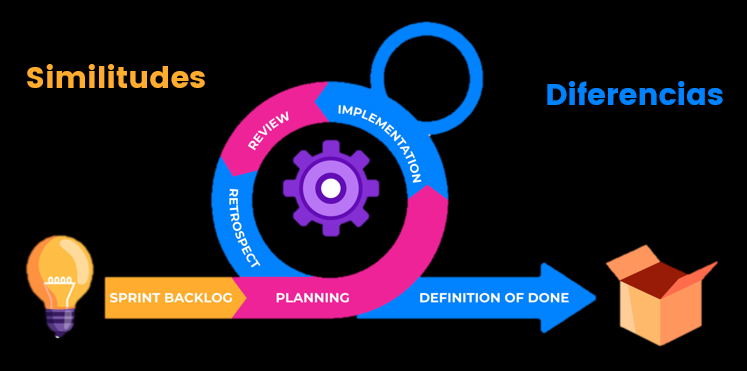 Similitudes
Diferencias
IMPLEMENTATION
REVIEW
RETROSPECT
SPRINT BACKLOG
PLANNING
DEFINITION OF DONE